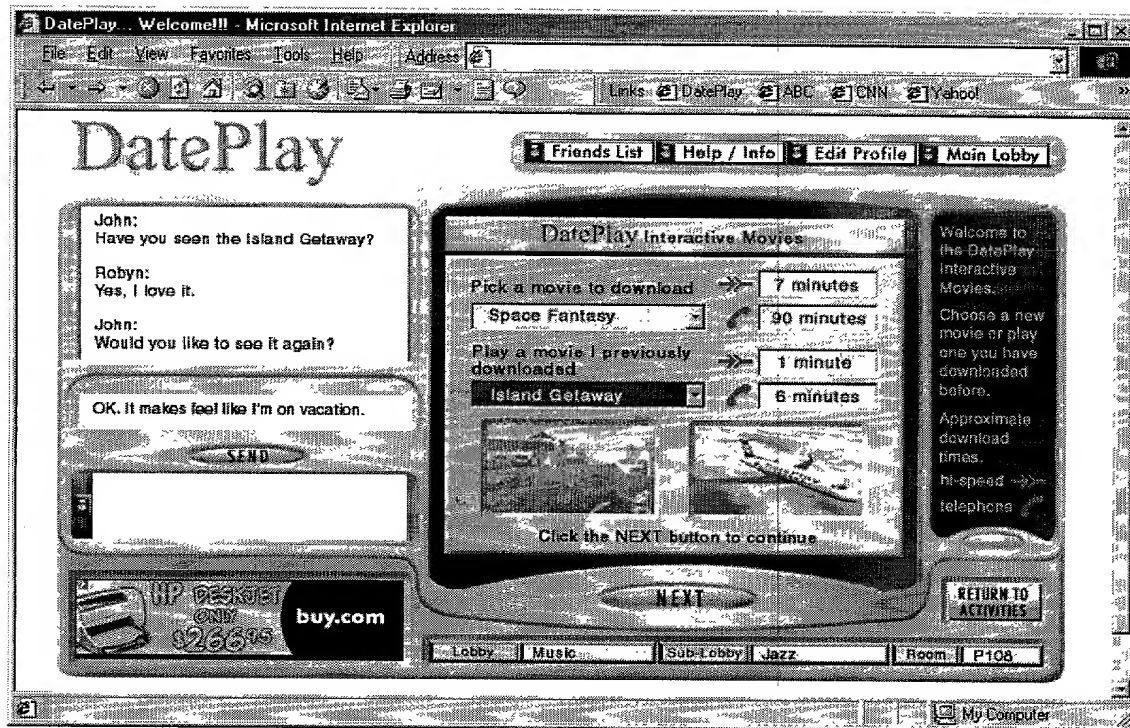 DatePlay... Welcome!!! - Microsoft Internet Explorer
File Edit View Favorites Tools Help Address
Links DatePlay ABC CNN Yahoo! »
DatePlay
Friends List Help / Info Edit Profile Main Lobby
John:
Have you seen the Island Getaway?
Robyn:
Yes, I love it.
John:
Would you like to see it again?
OK. It makes feel like I'm on vacation.
SEND
DatePlay Interactive Movies
Pick a movie to download
7 minutes
Space Fantasy
90 minutes
Play a movie I previously
downloaded
1 minute
Island Getaway
6 minutes
Click the NEXT button to continue
NEXT
Welcome to
the DatePlay
Interactive
Movies.
Choose a new
movie or play
one you have
downloaded
before.
Approximate
download
times.
hi-speed
telephone
RETURN TO
ACTIVITIES
HP DESKJET
ONLY
$266.95
buy.com
Lobby Music Sub-Lobby Jazz Room P108
My Computer